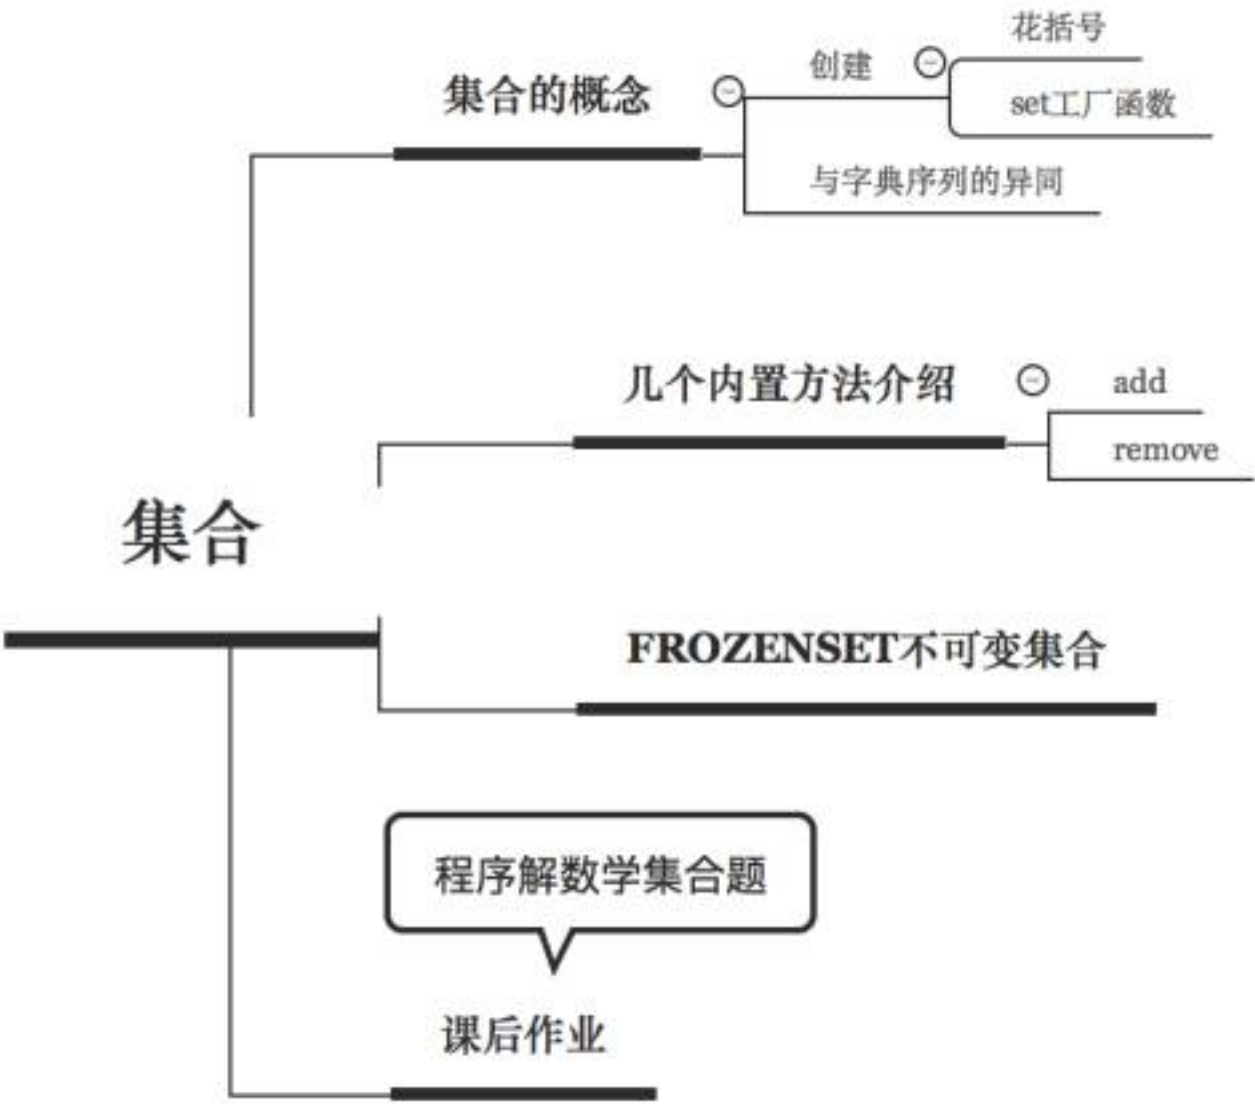 花括号
创建
集合的概念
set工厂函数
与字典序列的异同
几个内置方法介绍
add
remove
集合
FROZENSET不可变集合
程序解数学集合题
课后作业